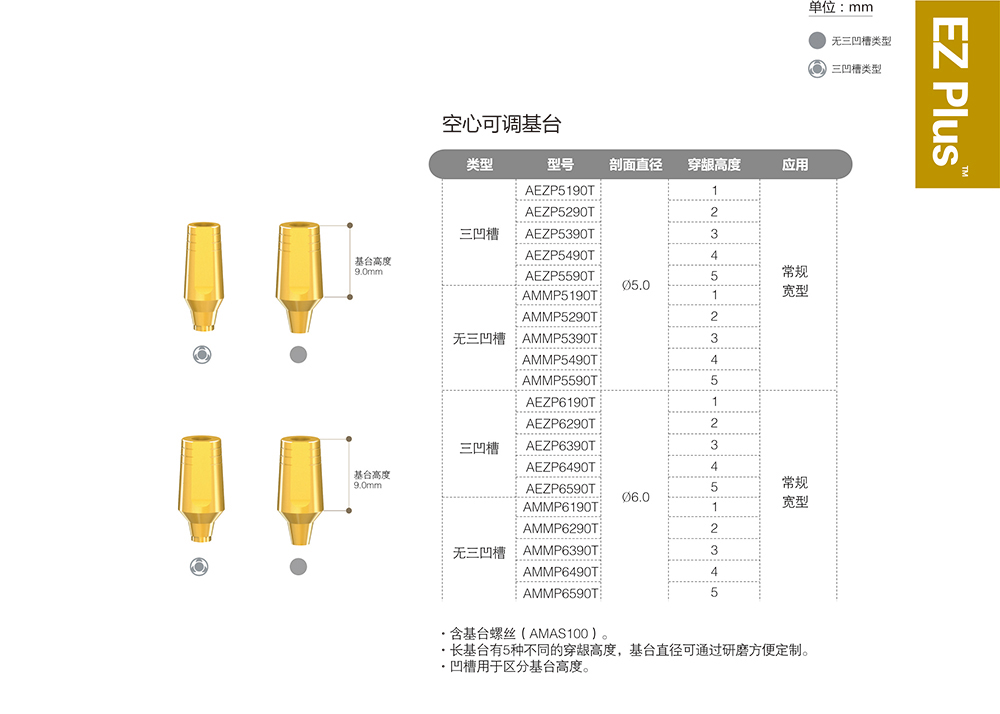 单位：mm
无三凹槽类型
三凹槽类型
EZ Plus™
空心可调基台
类型 型号 剖面直径 穿龈高度 应用
三凹槽
AEZP5190T 1
AEZP5290T 2
AEZP5390T 3
AEZP5490T 4
AEZP5590T 5
Ø5.0
常规
宽型
无三凹槽
AMMP5190T 1
AMMP5290T 2
AMMP5390T 3
AMMP5490T 4
AMMP5590T 5
三凹槽
AEZP6190T 1
AEZP6290T 2
AEZP6390T 3
AEZP6490T 4
AEZP6590T 5
Ø6.0
常规
宽型
无三凹槽
AMMP6190T 1
AMMP6290T 2
AMMP6390T 3
AMMP6490T 4
AMMP6590T 5
基台高度
9.0mm
基台高度
9.0mm
・含基台螺丝（AMAS100）。
・长基台有5种不同的穿龈高度，基台直径可通过研磨方便定制。
・凹槽用于区分基台高度。